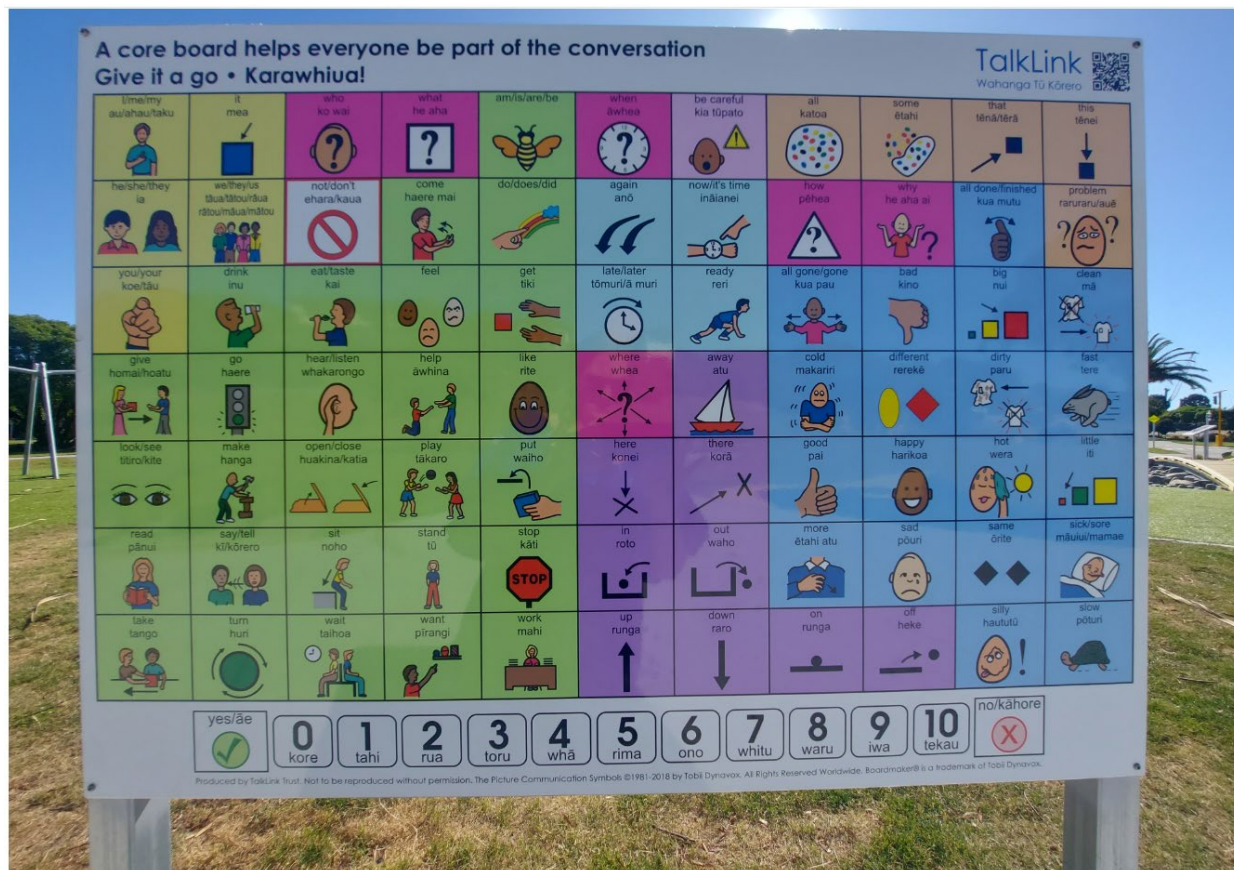 A core board helps everyone be part of the conversation
Give it a go • Karawhiua!
TalkLink
Wahanga Tū Kōrero
I/me/my
au/ahau/taku
it
mea
who
ko wai
?
what
he aha
?
am/is/are/be
when
āwhea
?
be careful
kia tūpato
!
all
katoa
some
ētahi
that
tēnā/tērā
this
tēnei
he/she/they
ia
we/they/us
tāua/tātou/rāua
rātou/māua/mātou
not/don't
ehara/kaua
come
haere mai
do/does/did
again
anō
now/it's time
ināianei
how
pēhea
?
why
he aha ai
?
all done/finished
kua mutu
problem
raruraru/auē
? ?
you/your
koe/tāu
drink
inu
eat/taste
kai
feel
get
tiki
late/later
tōmuri/ā muri
ready
reri
all gone/gone
kua pau
bad
kino
big
nui
clean
mā
give
homai/hoatu
go
haere
hear/listen
whakarongo
help
āwhina
like
rite
where
whea
?
away
atu
cold
makariri
different
rerekē
dirty
paru
fast
tere
look/see
titiro/kite
make
hanga
open/close
huakina/katia
play
tākaro
put
waiho
here
konei
there
korā
good
pai
happy
harikoa
hot
wera
little
iti
read
pānui
say/tell
kī/kōrero
sit
noho
stand
tū
stop
kāti
STOP
in
roto
out
waho
more
ētahi atu
sad
pōuri
same
ōrite
sick/sore
māuiui/mamae
take
tango
turn
huri
wait
taihoa
want
pīrangi
work
mahi
up
runga
down
raro
on
runga
off
heke
silly
haututū
!
slow
pōturi
yes/āe
0
kore
1
tahi
2
rua
3
toru
4
whā
5
rima
6
ono
7
whitu
8
waru
9
iwa
10
tekau
no/kāhore
X
Produced by TalkLink Trust. Not to be reproduced without permission. The Picture Communication Symbols ©1981-2018 by Tobii Dynavox. All Rights Reserved Worldwide. Boardmaker® is a trademark of Tobii Dynavox.